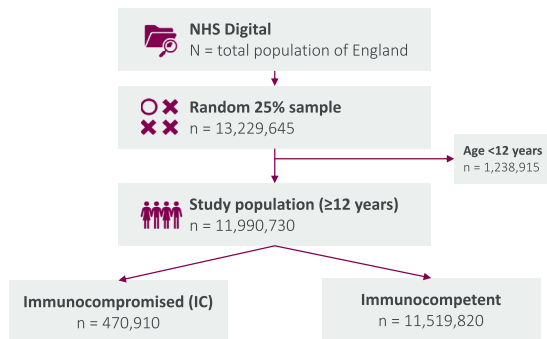 NHS Digital
N = total population of England
Random 25% sample
n = 13,229,645
Age <12 years
n = 1,238,915
Study population (≥12 years)
n = 11,990,730
Immunocompromised (IC)
n = 470,910
Immunocompetent
n = 11,519,820